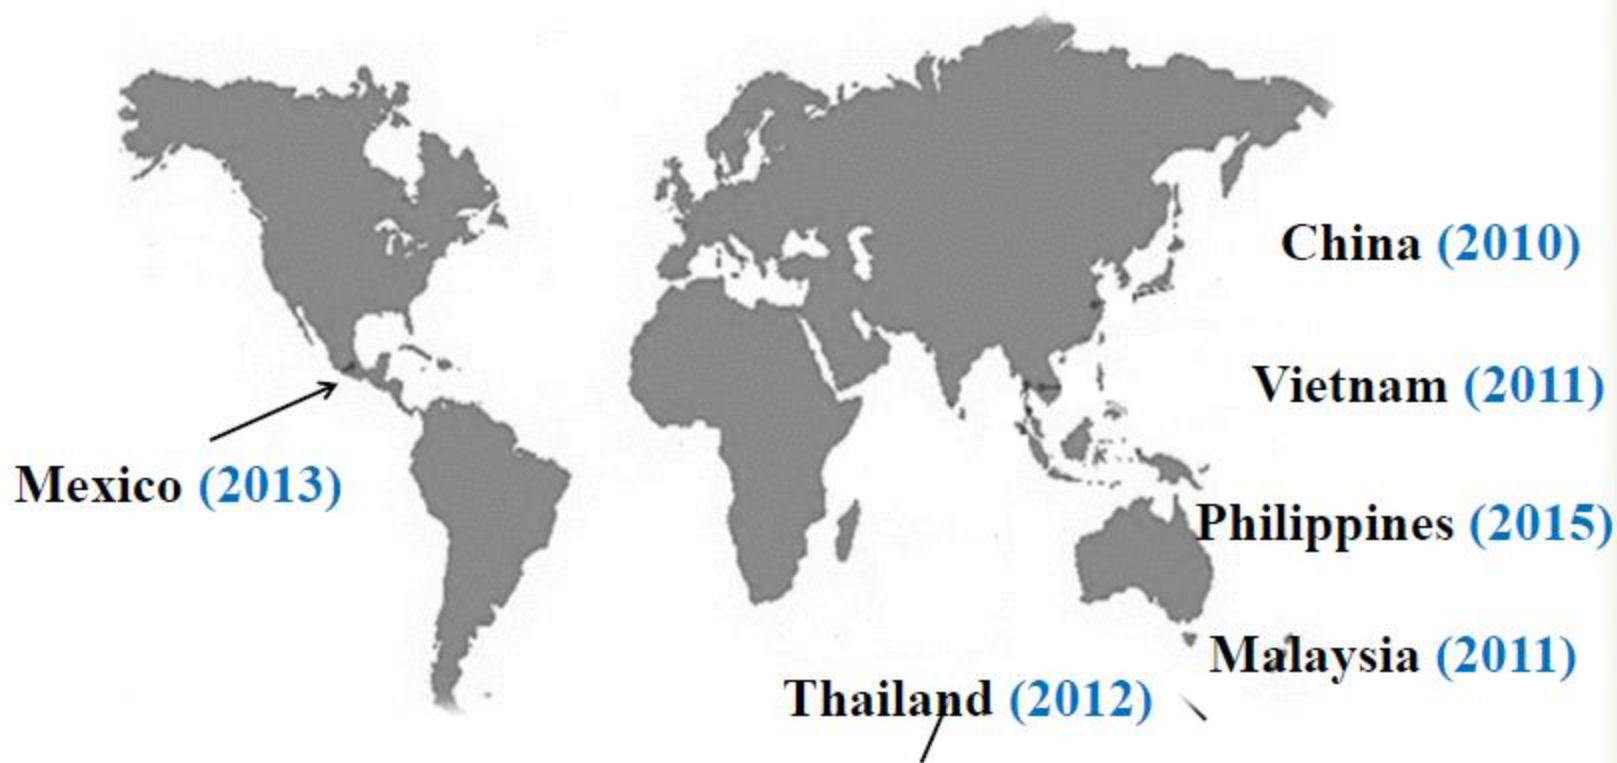 China (2010)
Vietnam (2011)
Mexico (2013)
Philippines (2015)
Malaysia (2011)
Thailand (2012)